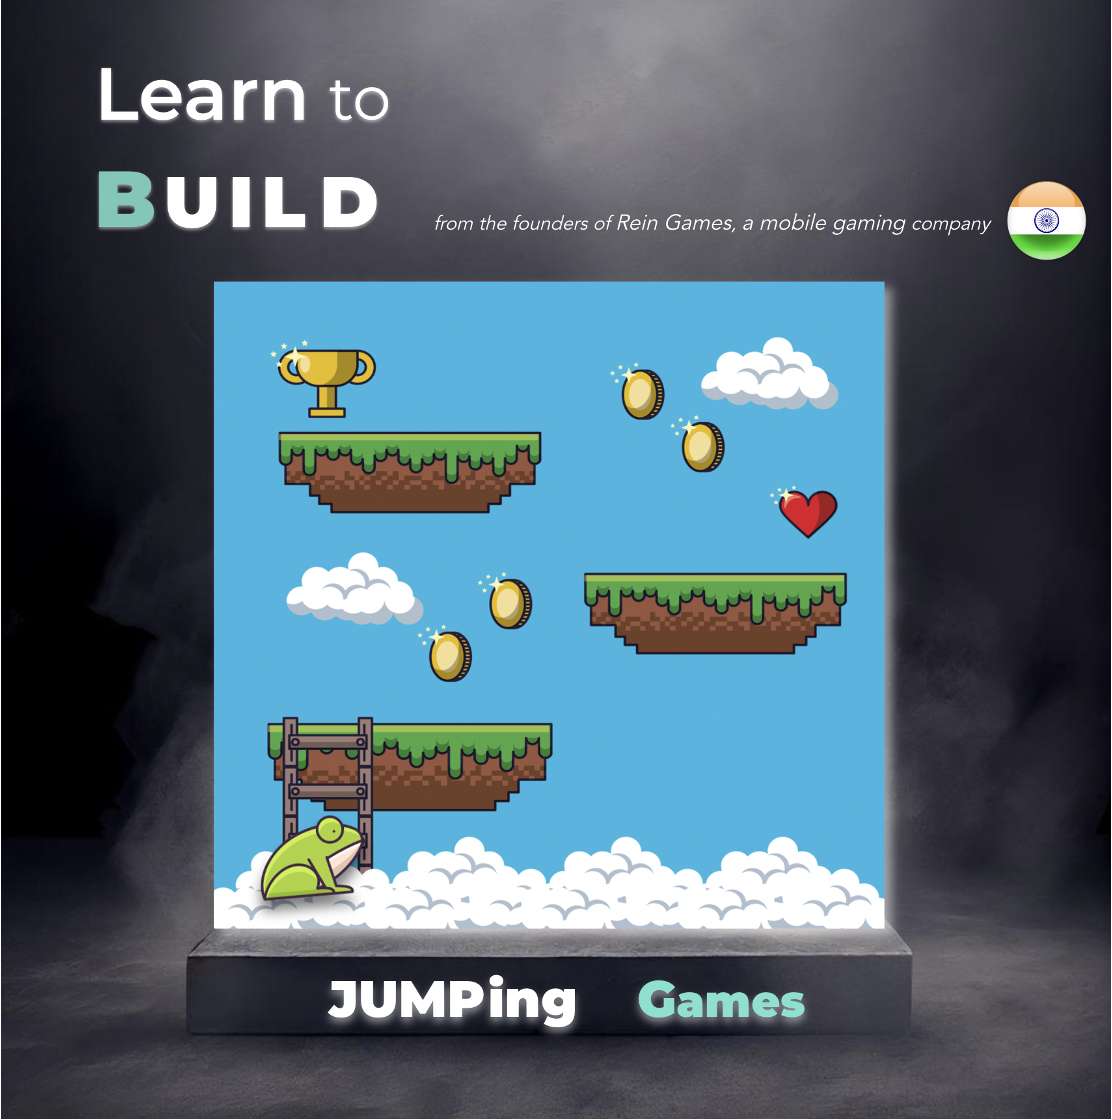 Learn to
BUILD
from the founders of Rein Games, a mobile gaming company
JUMPing Games